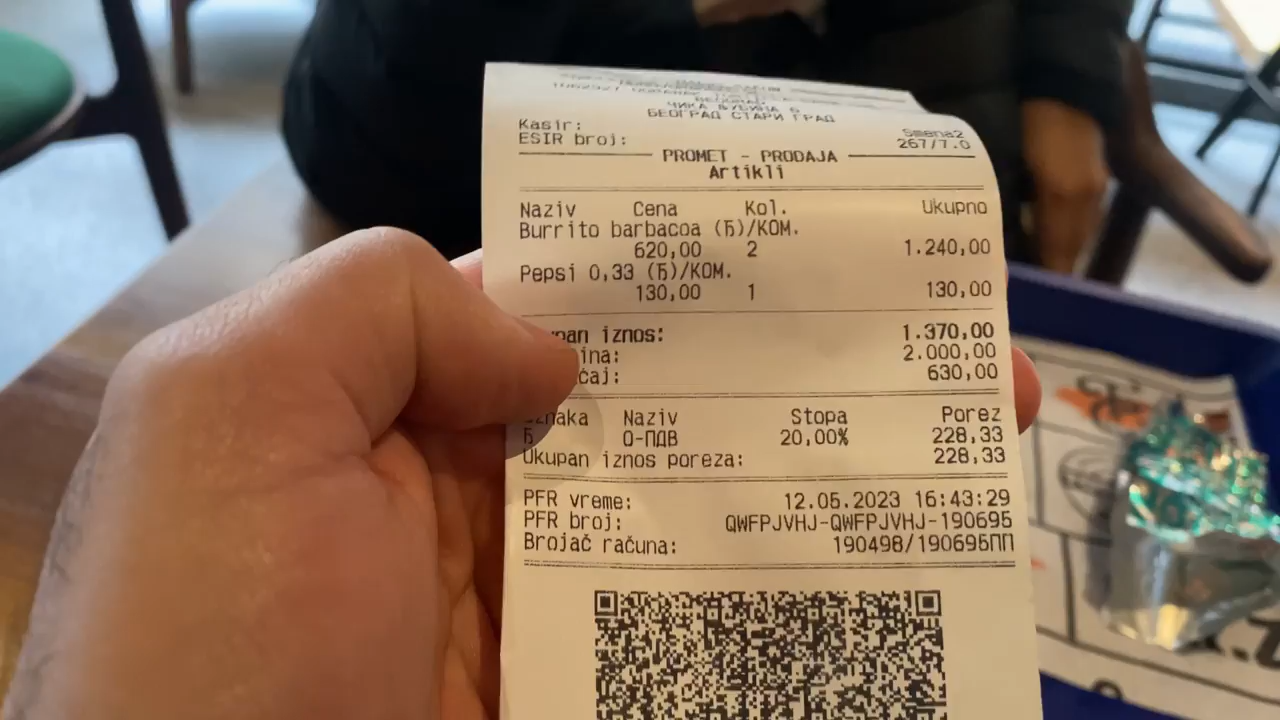 ЧИКА ЉУБИНА 6
БЕОГРАД СТАРИ ГРАД
Kasir: Smena2
ESIR broj: 267/7.0
PROMET - PRODAJA
Artikli
Naziv Cena Kol. Ukupno
Burrito barbacoa (Ђ)/KOM.
620,00 2 1.240,00
Pepsi 0,33 (Ђ)/KOM.
130,00 1 130,00
pan iznos: 1.370,00
ina: 2.000,00
ćaj: 630,00
znaka Naziv Stopa Porez
Ђ О-ПДВ 20,00% 228,33
Ukupan iznos poreza: 228,33
PFR vreme: 12.05.2023 16:43:29
PFR broj: QWFPJVHJ-QWFPJVHJ-190695
Brojač računa: 190498/190695ПП